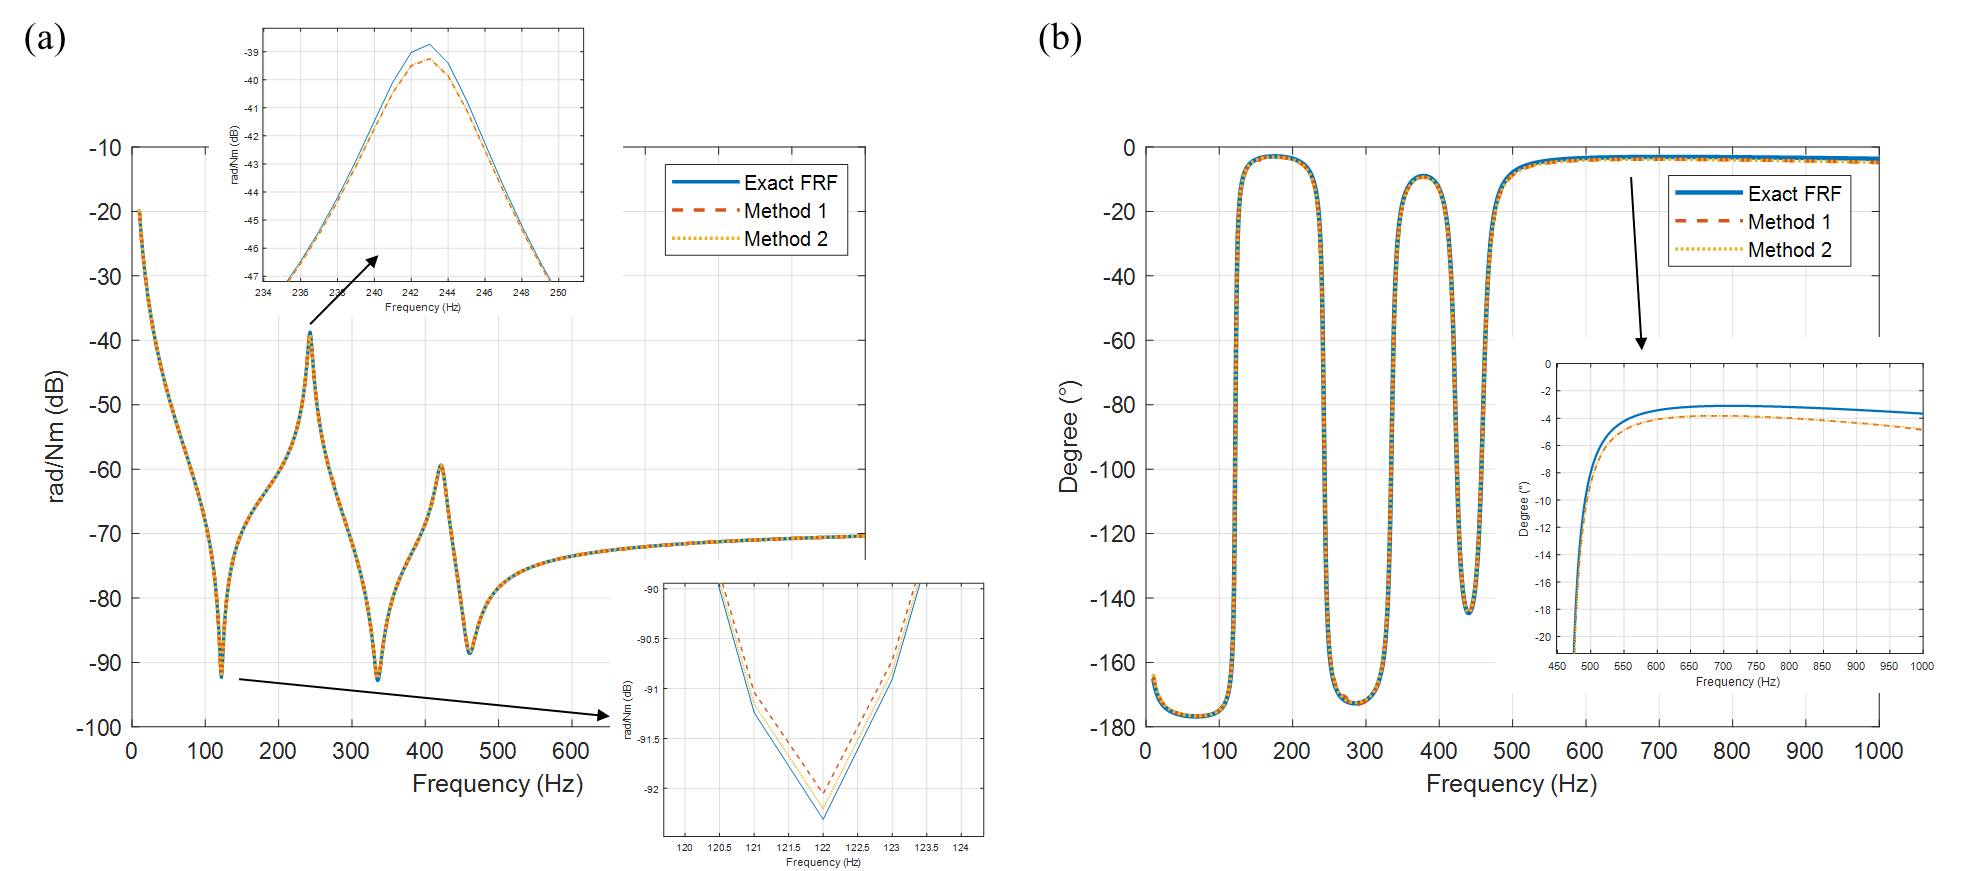 (a)
-39
-40
-41
-42
-43
-44
-45
-46
-47
rad/Nm (dB)
234 236 238 240 242 244 246 248 250
Frequency (Hz)
-10
-20
-30
-40
-50
-60
-70
-80
-90
-100
rad/Nm (dB)
0 100 200 300 400 500 600
Frequency (Hz)
Exact FRF
Method 1
Method 2
-90
-90.5
-91
-91.5
-92
rad/Nm (dB)
120 120.5 121 121.5 122 122.5 123 123.5 124
Frequency (Hz)
(b)
0
-20
-40
-60
-80
-100
-120
-140
-160
-180
Degree (°)
0 100 200 300 400 500 600 700 800 900 1000
Frequency (Hz)
Exact FRF
Method 1
Method 2
0
-2
-4
-6
-8
-10
-12
-14
-16
-18
-20
Degree (°)
450 500 550 600 650 700 750 800 850 900 950 1000
Frequency (Hz)